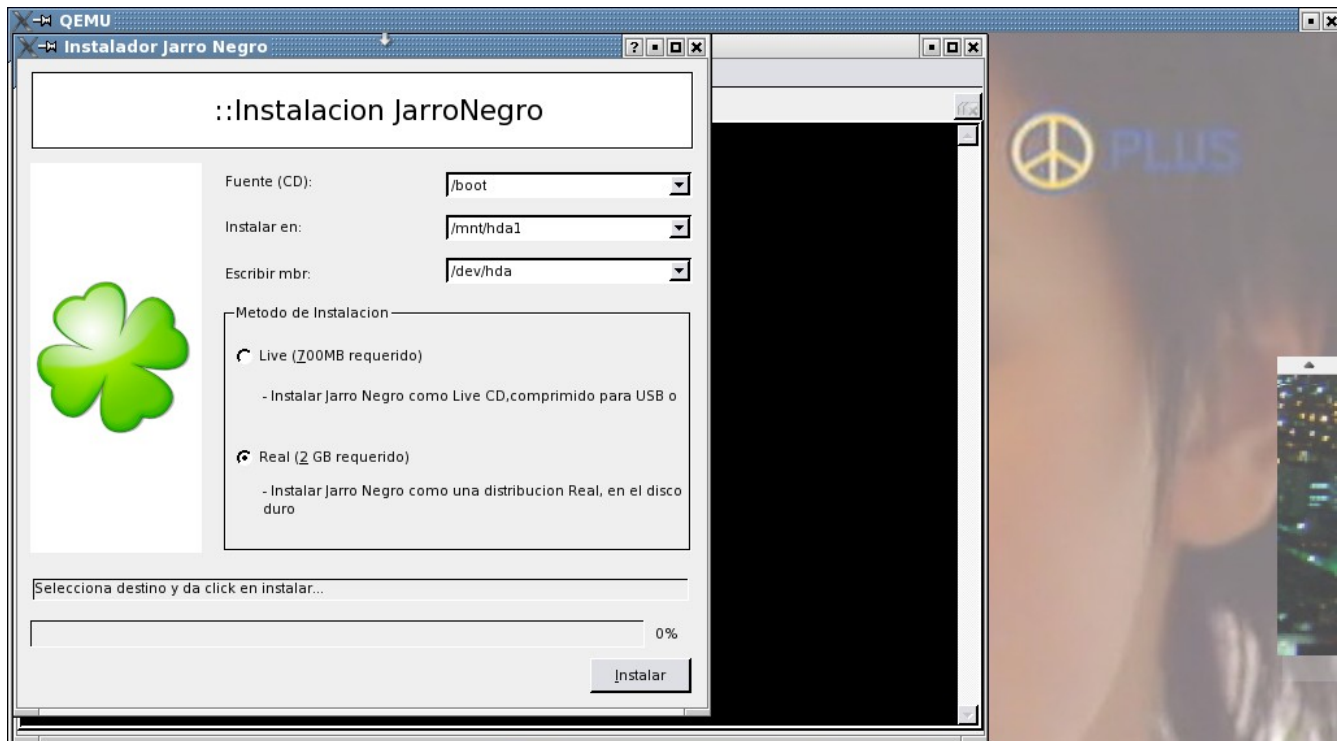 QEMU
Instalador Jarro Negro
::Instalacion JarroNegro
Fuente (CD):
/boot
Instalar en:
/mnt/hda1
Escribir mbr:
/dev/hda
Metodo de Instalacion
Live (700MB requerido)
- Instalar Jarro Negro como Live CD,comprimido para USB o
Real (2 GB requerido)
- Instalar Jarro Negro como una distribucion Real, en el disco
duro
Selecciona destino y da click en instalar...
0%
Instalar
PLUS